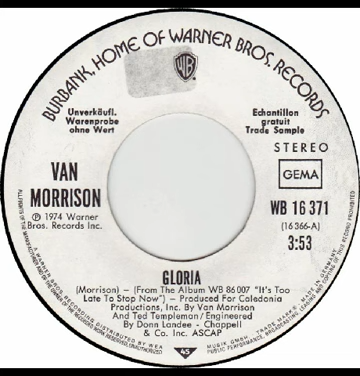 BURBANK, HOME OF WARNER BROS. RECORDS
WB
Unverkäufl.
Warenprobe
ohne Wert
Echantillon
gratuit
Trade Sample
STEREO
VAN
MORRISON
GEMA
℗ 1974 Warner
Bros. Records Inc.
WB 16 371
(16 366-A)
3:53
GLORIA
(Morrison) – (From The Album WB 86 007 "It's Too
Late To Stop Now") – Produced For Caledonia
Productions, Inc. By Van Morrison
And Ted Templeman/Engineered
By Donn Landee – Chappell
& Co. Inc. ASCAP
45